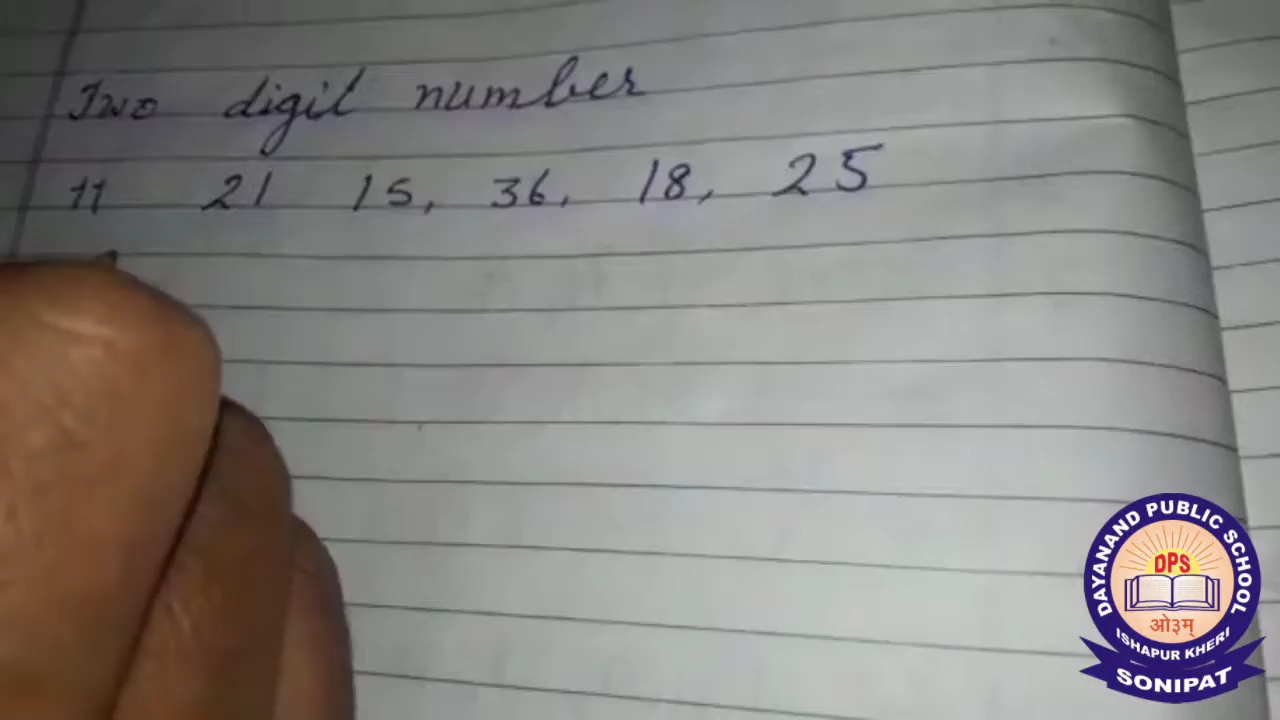 Two digit number
11 21 15, 36, 18, 25
DAYANAND PUBLIC SCHOOL
DPS
ओ३म्
ISHAPUR KHERI
SONIPAT